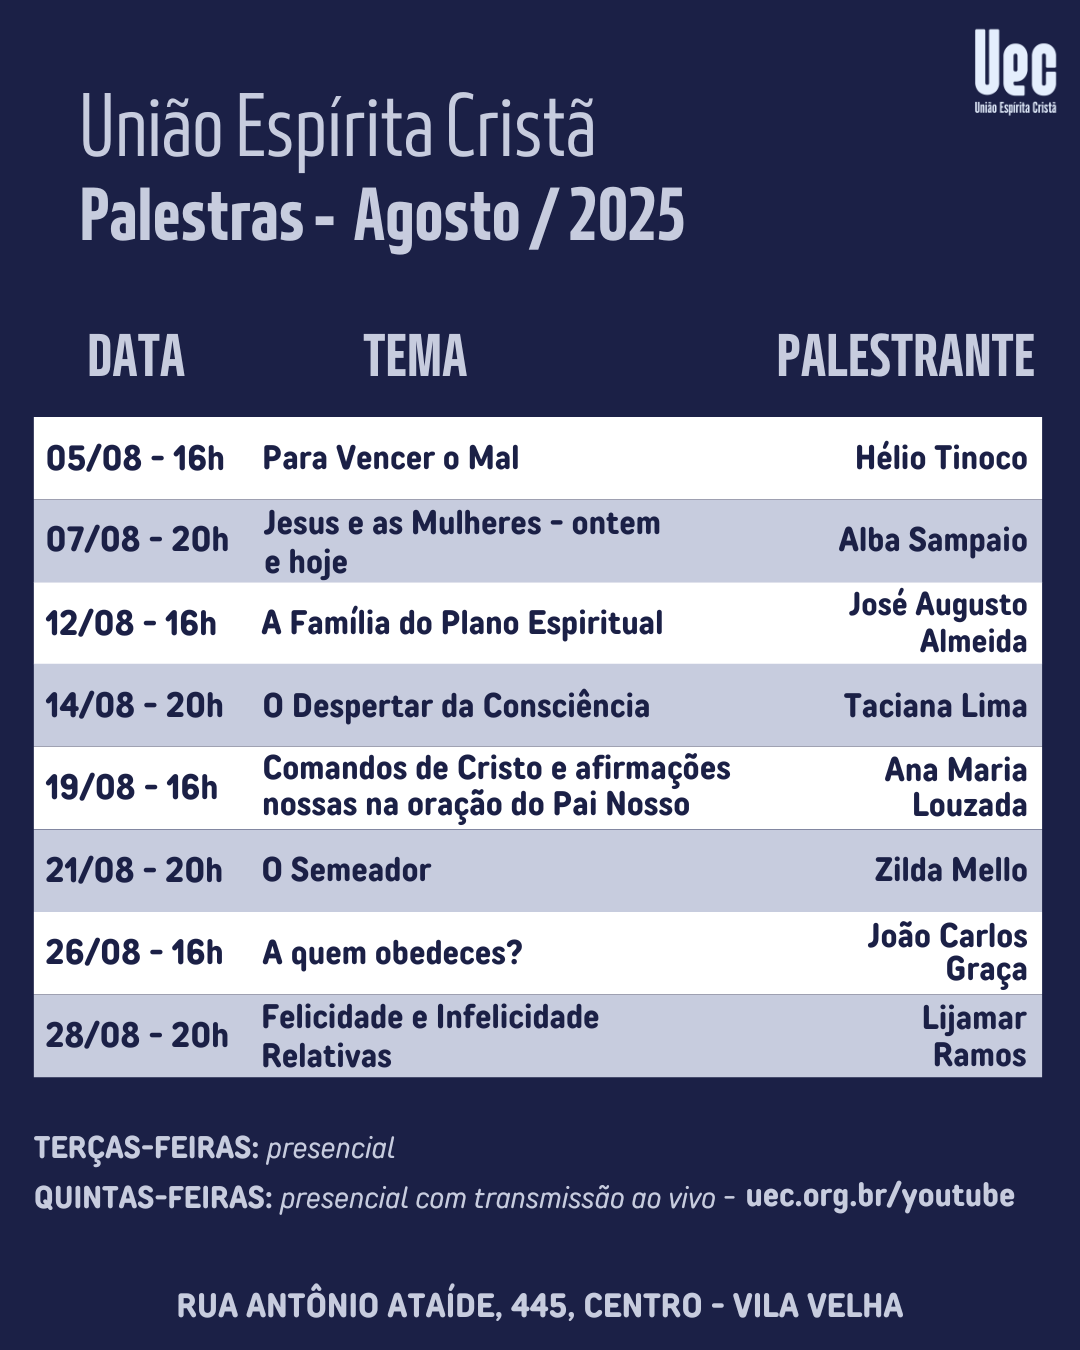 Uec
União Espírita Cristã
União Espírita Cristã
Palestras - Agosto / 2025
DATA TEMA PALESTRANTE
05/08 - 16h Para Vencer o Mal Hélio Tinoco
07/08 - 20h Jesus e as Mulheres - ontem
e hoje Alba Sampaio
12/08 - 16h A Família do Plano Espiritual José Augusto
Almeida
14/08 - 20h O Despertar da Consciência Taciana Lima
19/08 - 16h Comandos de Cristo e afirmações Ana Maria
nossas na oração do Pai Nosso Louzada
21/08 - 20h O Semeador Zilda Mello
26/08 - 16h A quem obedeces? João Carlos
Graça
28/08 - 20h Felicidade e Infelicidade Lijamar
Relativas Ramos
TERÇAS-FEIRAS: presencial
QUINTAS-FEIRAS: presencial com transmissão ao vivo - uec.org.br/youtube
RUA ANTÔNIO ATAÍDE, 445, CENTRO - VILA VELHA